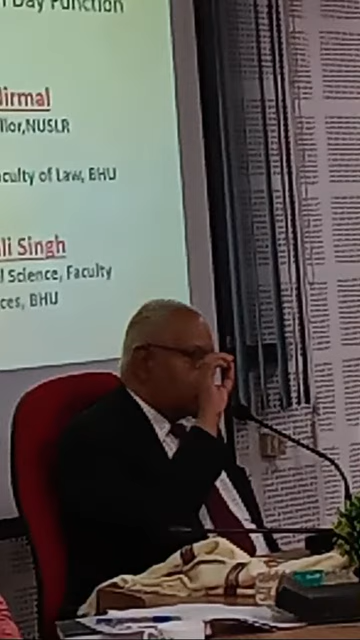 Day Function
Nirmal
llor,NUSLR
culty of Law, BHU
li Singh
l Science, Faculty
ces, BHU